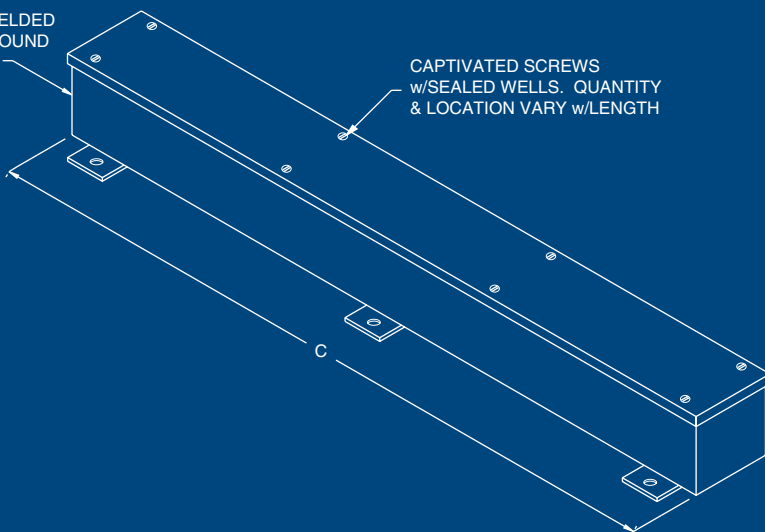 ELDED
OUND
CAPTIVATED SCREWS
w/SEALED WELLS. QUANTITY
& LOCATION VARY w/LENGTH
C